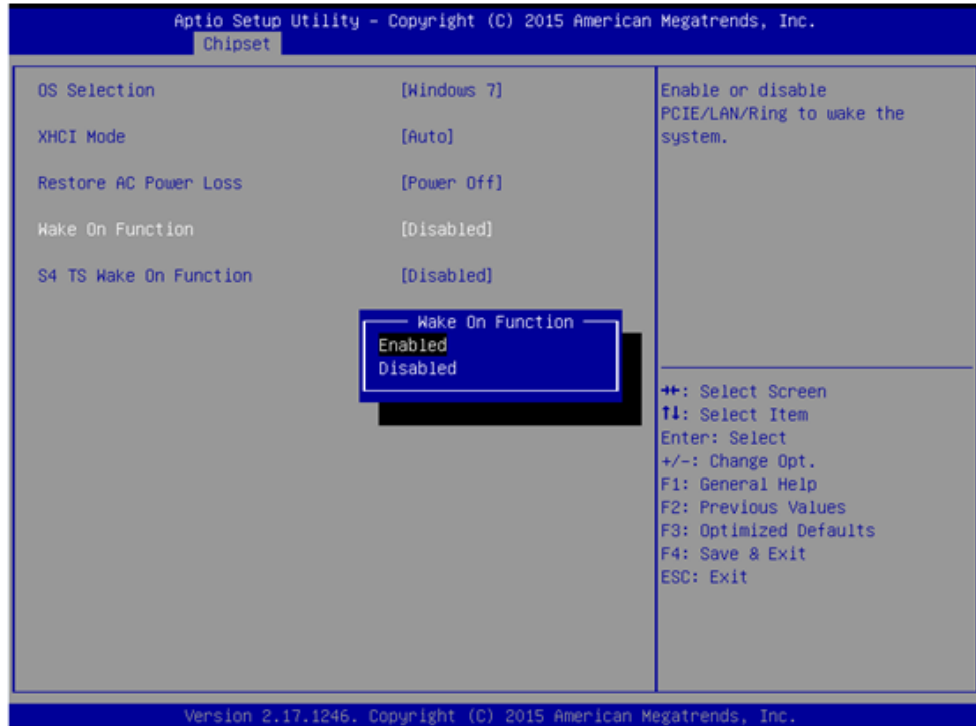 Aptio Setup Utility – Copyright (C) 2015 American Megatrends, Inc.
Chipset
OS Selection [Windows 7]
XHCI Mode [Auto]
Restore AC Power Loss [Power Off]
Wake On Function [Disabled]
S4 TS Wake On Function [Disabled]
Wake On Function
Enabled
Disabled
Enable or disable
PCIE/LAN/Ring to wake the
system.
→←: Select Screen
↑↓: Select Item
Enter: Select
+/-: Change Opt.
F1: General Help
F2: Previous Values
F3: Optimized Defaults
F4: Save & Exit
ESC: Exit
Version 2.17.1246. Copyright (C) 2015 American Megatrends, Inc.